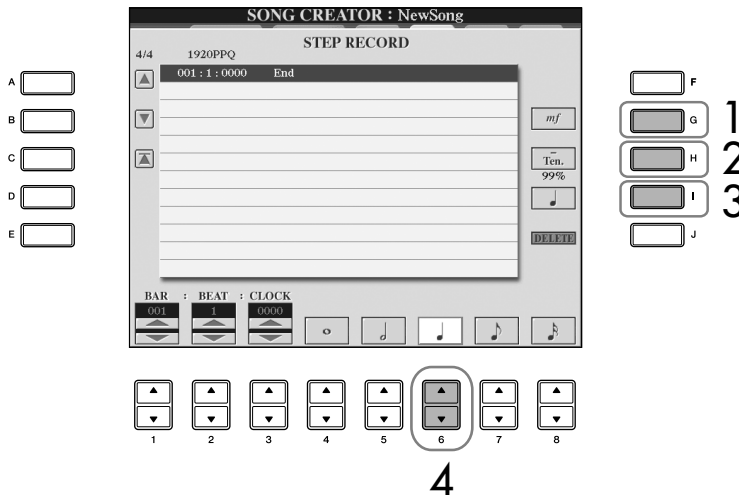 SONG CREATOR : NewSong
STEP RECORD
4/4 1920PPQ
001 : 1 : 0000 End
A
B
C
D
E
mf
Ten.
99%
DELETE
F
G 1
H 2
I 3
J
BAR : BEAT : CLOCK
001 1 0000
1 2 3 4 5 6 7 8
4